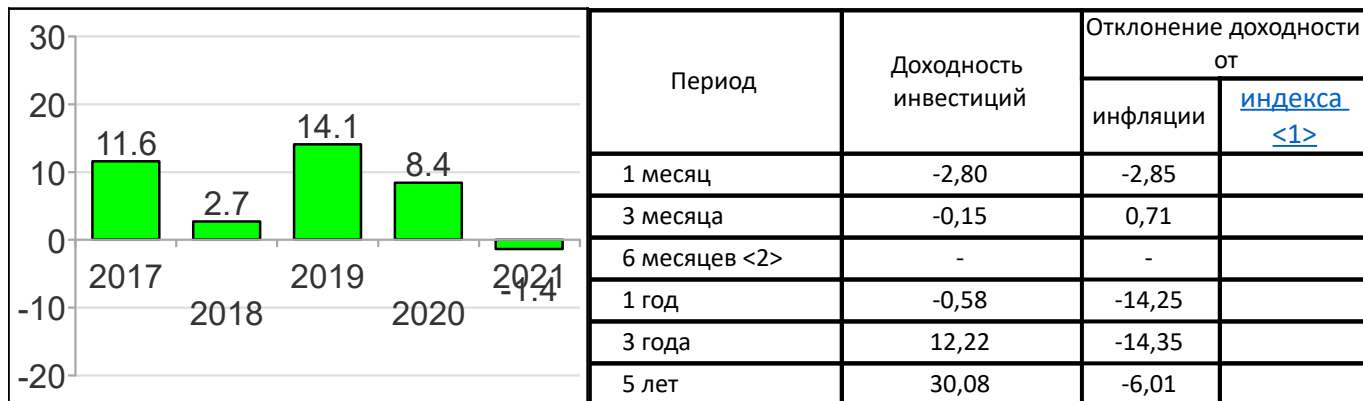 30
20
10
0
-10
-20
11.6
2.7
14.1
8.4
-1.4
2017
2018
2019
2020
2021
Период
Доходность
инвестиций
Отклонение доходности
от
инфляции
индекса
<1>
1 месяц -2,80 -2,85
3 месяца -0,15 0,71
6 месяцев <2> - -
1 год -0,58 -14,25
3 года 12,22 -14,35
5 лет 30,08 -6,01